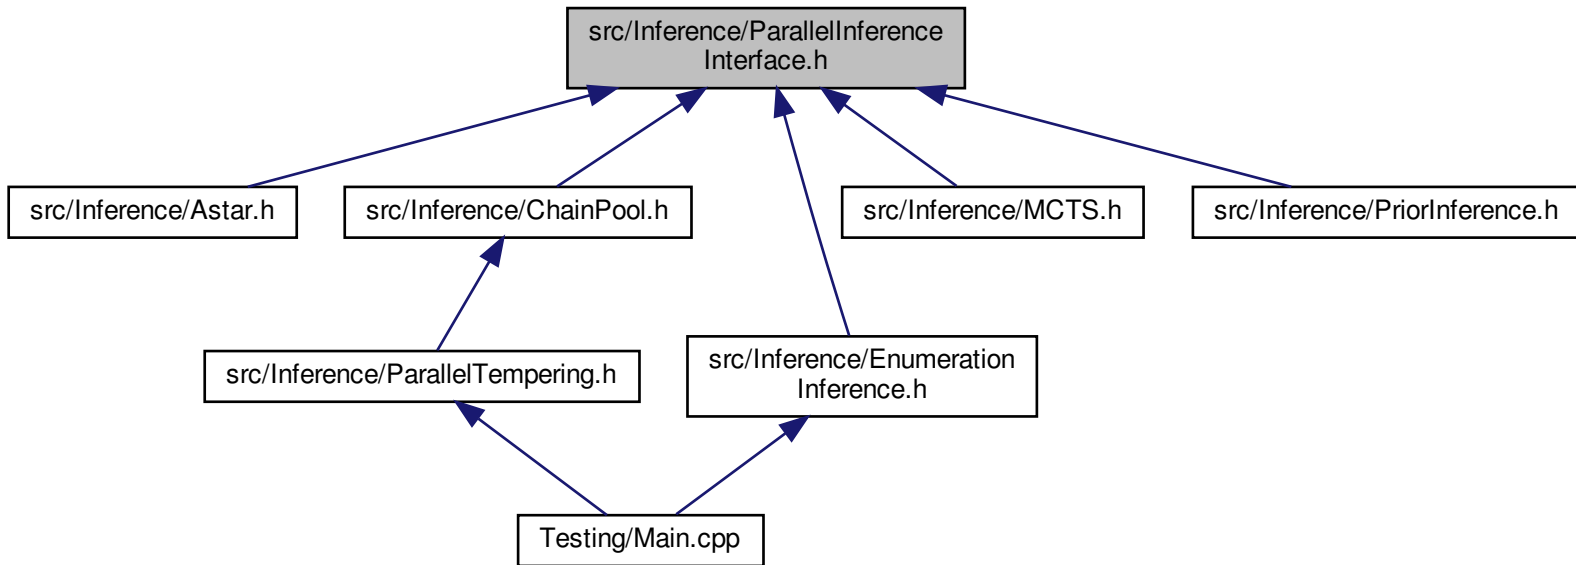 src/Inference/ParallelInference
Interface.h
src/Inference/Astar.h
src/Inference/ChainPool.h
src/Inference/MCTS.h
src/Inference/PriorInference.h
src/Inference/ParallelTempering.h
src/Inference/Enumeration
Inference.h
Testing/Main.cpp